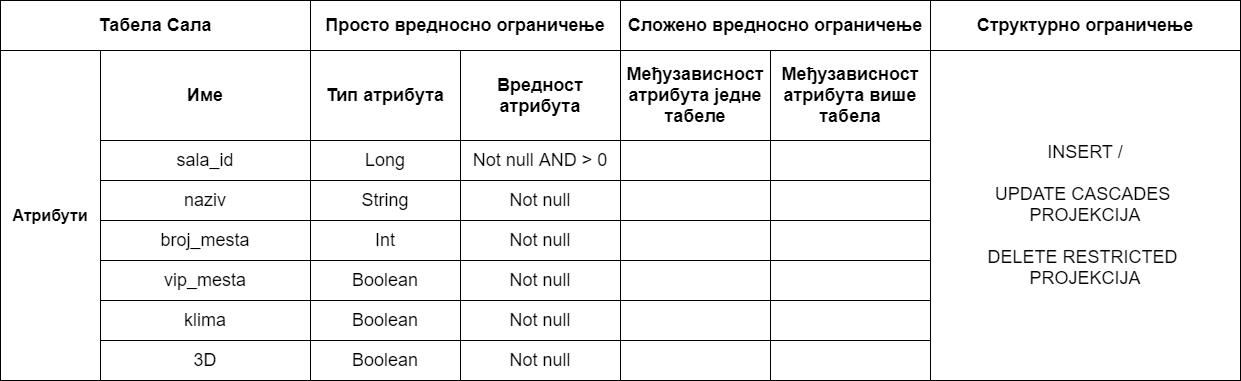 Табела Сала
Просто вредносно ограничење
Сложено вредносно ограничење
Структурно ограничење
Атрибути
Име
Тип атрибута
Вредност
атрибута
Међузависност
атрибута једне
табеле
Међузависност
атрибута више
табела
sala_id
Long
Not null AND > 0
naziv
String
Not null
broj_mesta
Int
Not null
vip_mesta
Boolean
Not null
klima
Boolean
Not null
3D
Boolean
Not null
INSERT /
UPDATE CASCADES
PROJEKCIJA
DELETE RESTRICTED
PROJEKCIJA